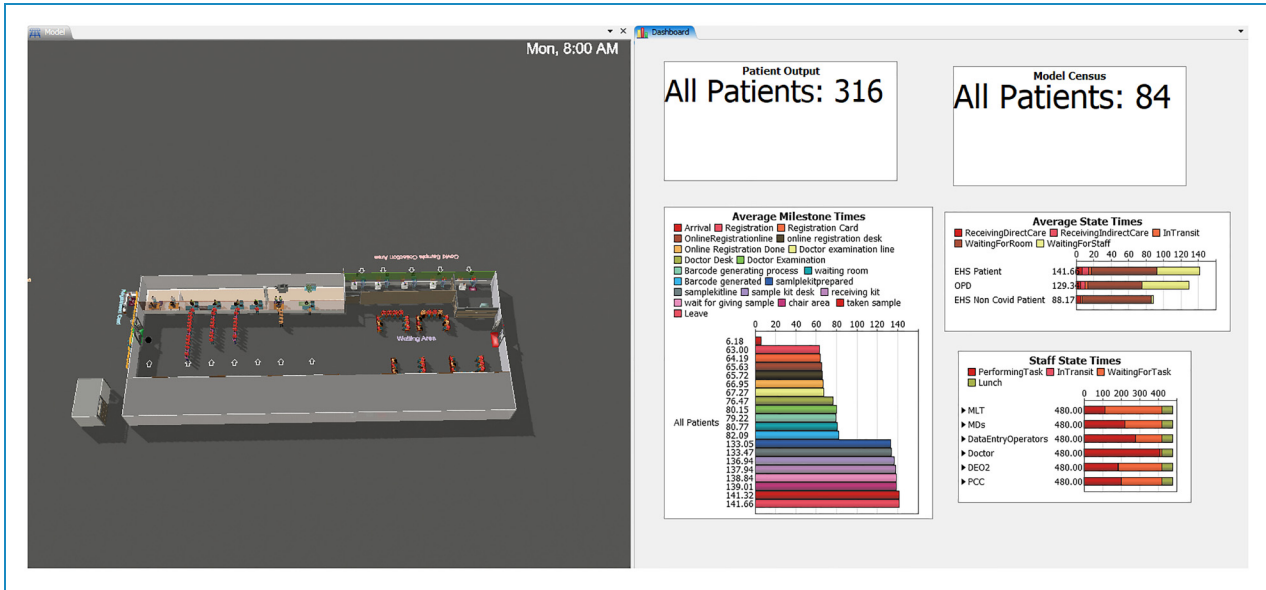 Model
Mon, 8:00 AM
Covid Sample Colection Area
Registration Coet
Waiting Area
Dashboard
Patient Output
All Patients: 316
Model Census
All Patients: 84
Average Milestone Times
Arrival Registration Registration Card
OnlineRegistrationline online registration desk
Online Registration Done Doctor examination line
Doctor Desk Doctor Examination
Barcode generating process waiting room
Barcode generated samlplekitprepared
samplekitline sample kit desk receiving kit
wait for giving sample chair area taken sample
Leave
0 20 40 60 80 100 120 140
6.18
63.00
64.19
65.63
65.72
66.95
67.27
76.47
80.15
79.22
All Patients 80.77
82.09
133.05
133.47
136.94
137.94
138.84
139.01
141.32
141.66
Average State Times
ReceivingDirectCare ReceivingIndirectCare InTransit
WaitingForRoom WaitingForStaff
0 20 40 60 80 100 120 140
EHS Patient 141.66
OPD 129.34
EHS Non Covid Patient 88.17
Staff State Times
PerformingTask InTransit WaitingForTask
Lunch
0 100 200 300 400
MLT 480.00
MDs 480.00
DataEntryOperators 480.00
Doctor 480.00
DEO2 480.00
PCC 480.00